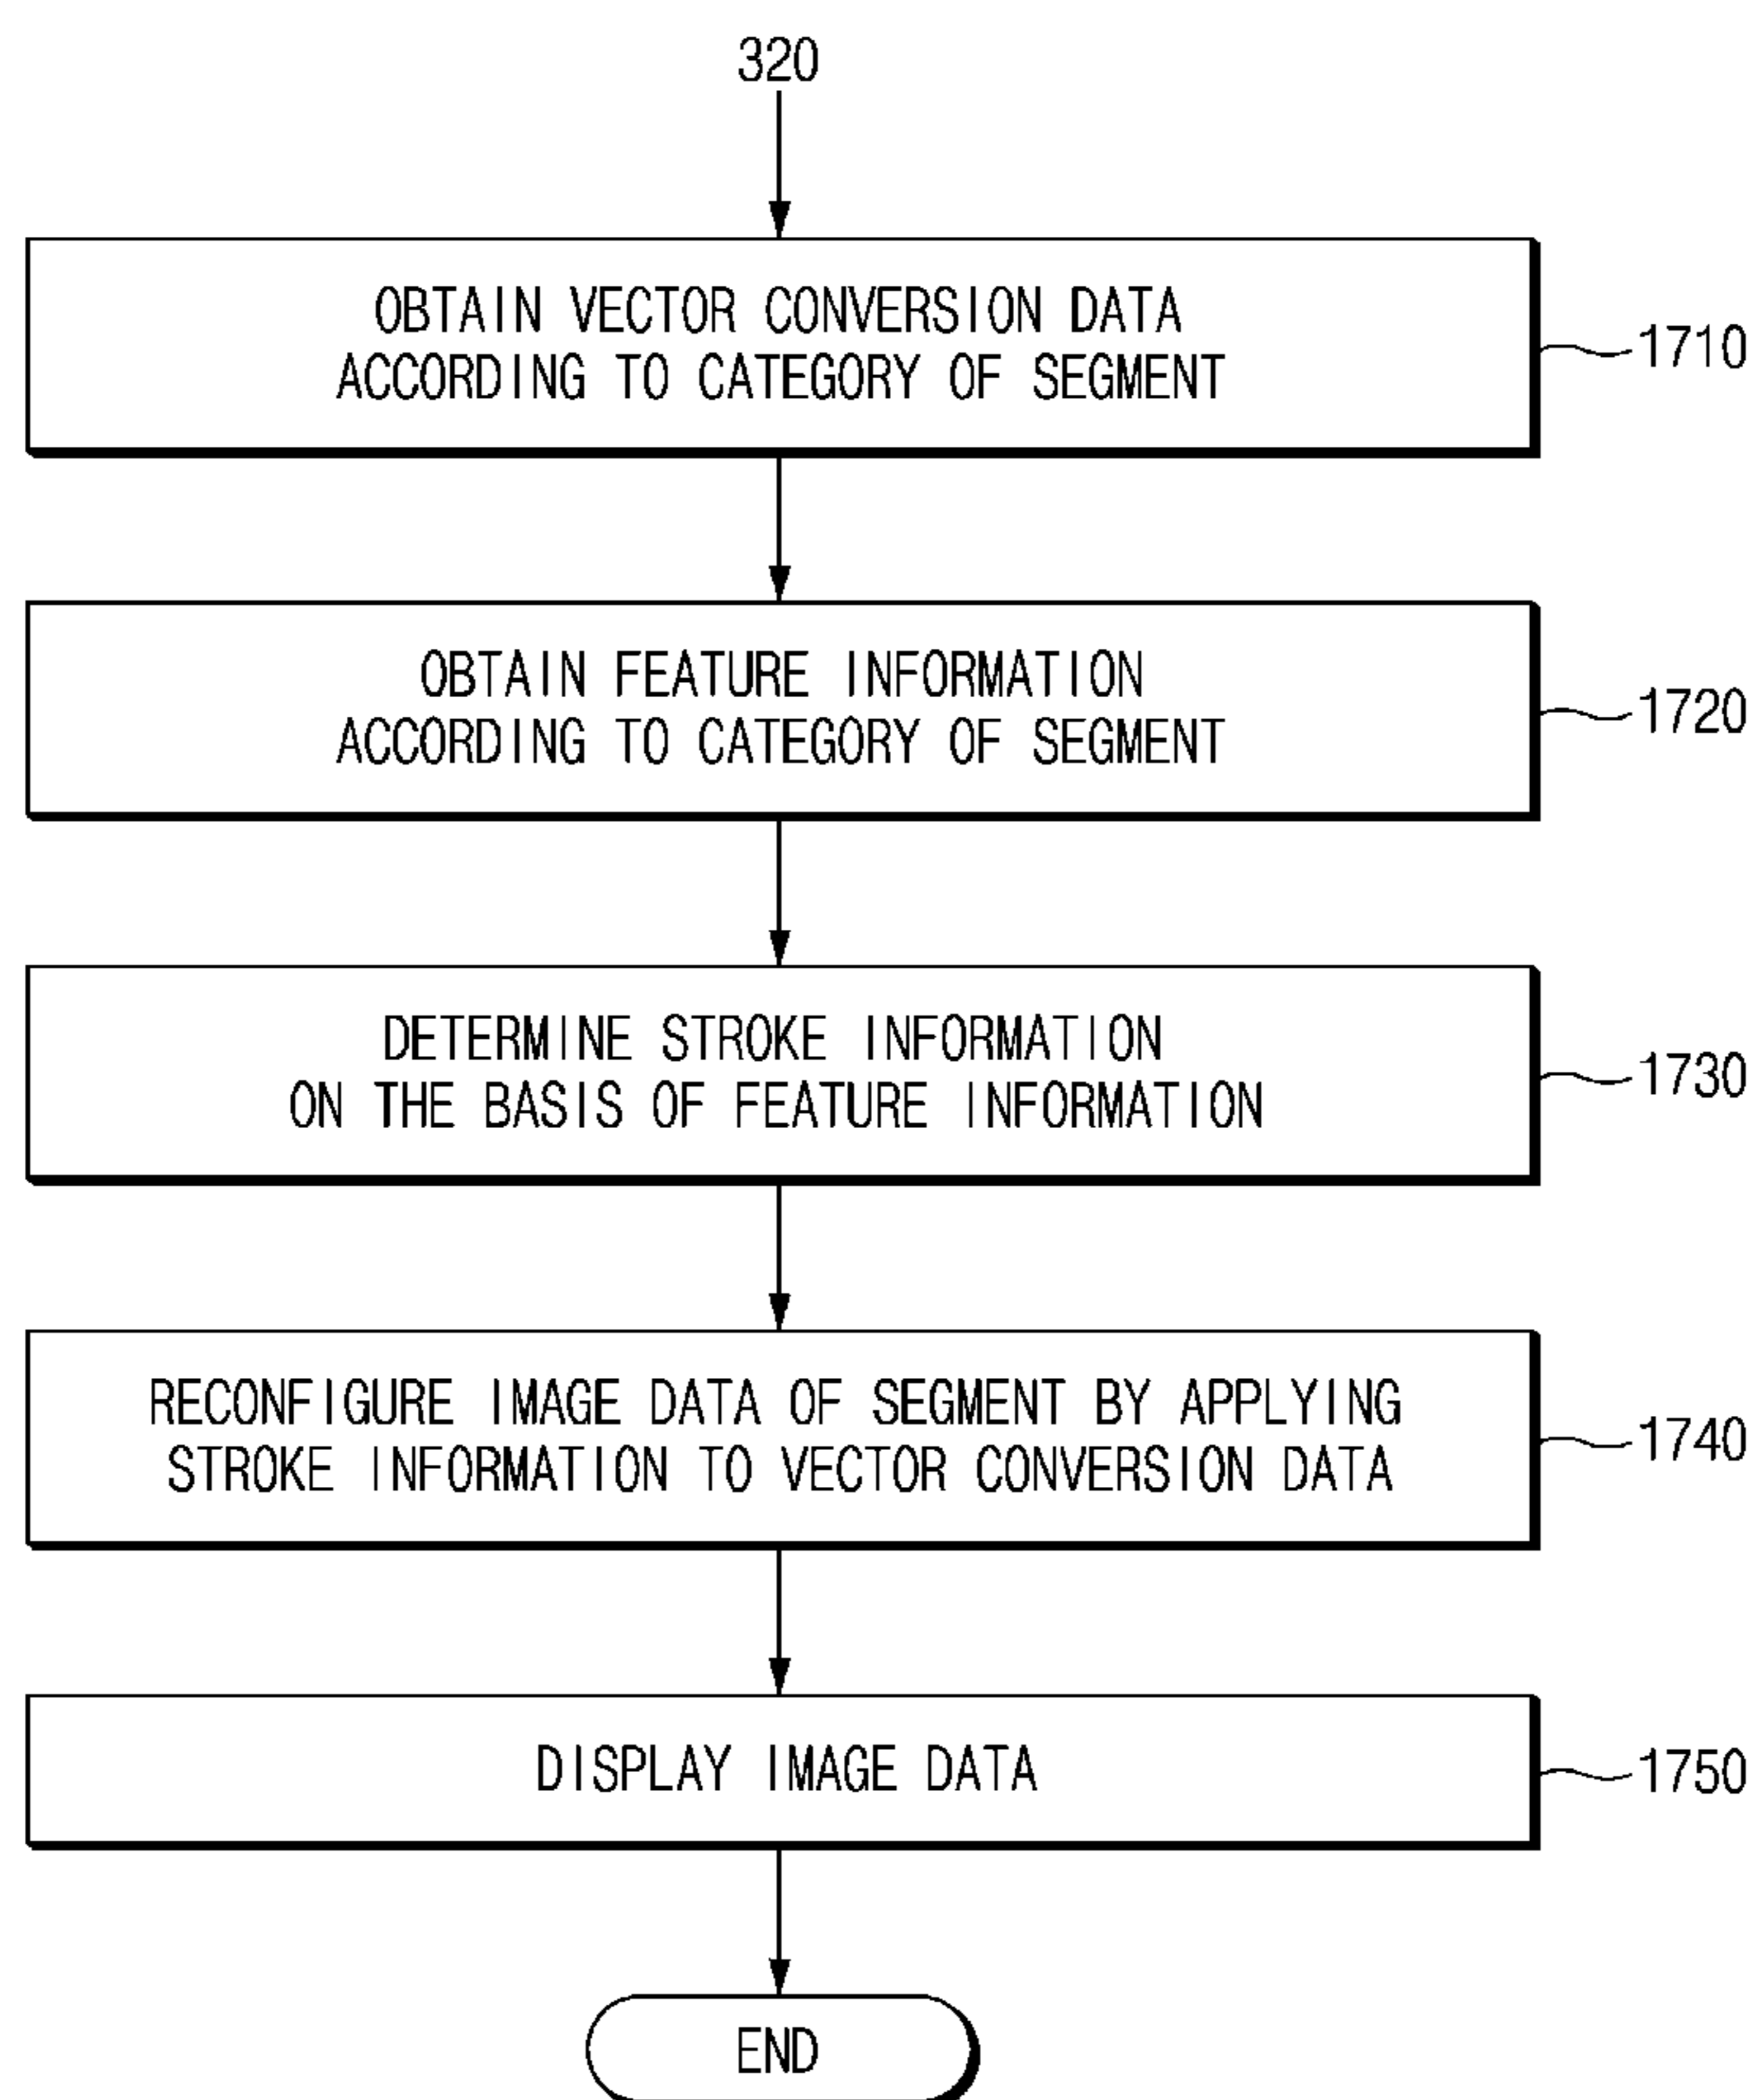 320
OBTAIN VECTOR CONVERSION DATA
ACCORDING TO CATEGORY OF SEGMENT
1710
OBTAIN FEATURE INFORMATION
ACCORDING TO CATEGORY OF SEGMENT
1720
DETERMINE STROKE INFORMATION
ON THE BASIS OF FEATURE INFORMATION
1730
RECONFIGURE IMAGE DATA OF SEGMENT BY APPLYING
STROKE INFORMATION TO VECTOR CONVERSION DATA
1740
DISPLAY IMAGE DATA
1750
END